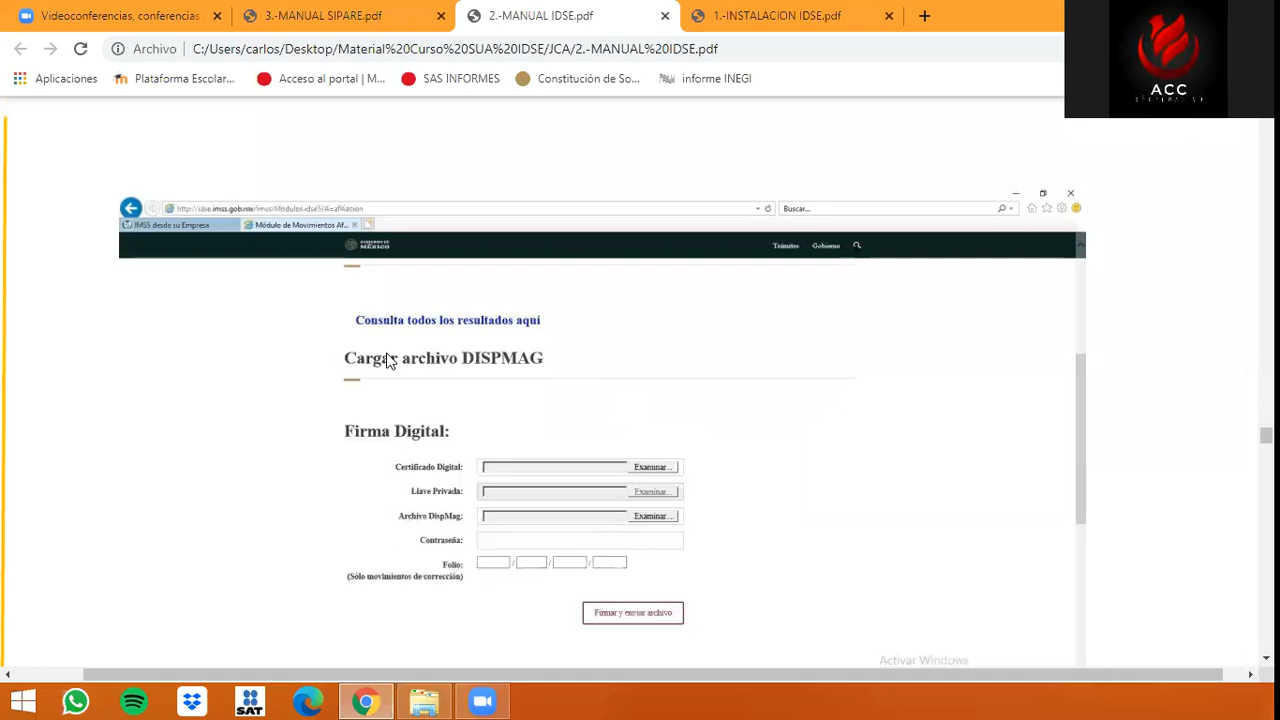 Videoconferencias, conferencias
3.-MANUAL SIPARE.pdf
2.-MANUAL IDSE.pdf
1.-INSTALACION IDSE.pdf
Archivo
C:/Users/carlos/Desktop/Material%20Curso%20SUA%20IDSE/JCA/2.-MANUAL%20IDSE.pdf
Aplicaciones
Plataforma Escolar...
Acceso al portal | M...
SAS INFORMES
Constitución de So...
informe INEGI
ACC
Buscar...
IMSS desde su Empresa
Módulo de Movimientos Af...
GOBIERNO DE
MÉXICO
Trámites
Gobierno
Consulta todos los resultados aquí
Cargar archivo DISPMAG
Firma Digital:
Certificado Digital:
Examinar...
Llave Privada:
Examinar...
Archivo DispMag:
Examinar...
Contraseña:
Folio:
/ / /
(Sólo movimientos de corrección)
Firmar y enviar archivo
Activar Windows
SAT